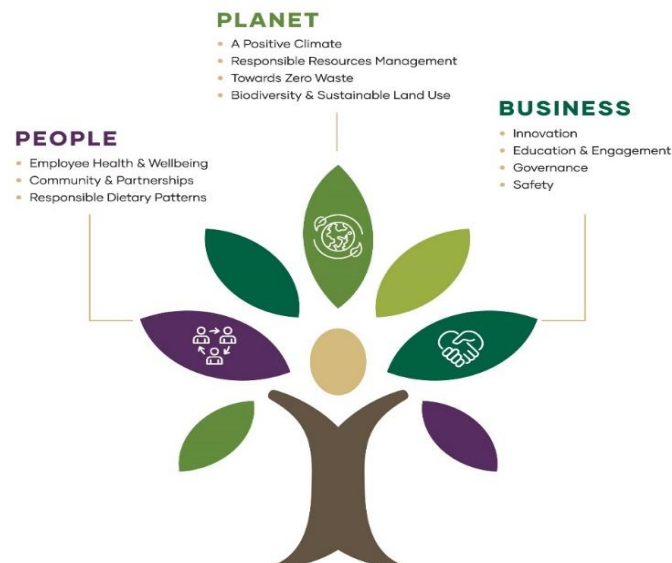 PLANET
• A Positive Climate
• Responsible Resources Management
• Towards Zero Waste
• Biodiversity & Sustainable Land Use
BUSINESS
• Innovation
• Education & Engagement
• Governance
• Safety
PEOPLE
• Employee Health & Wellbeing
• Community & Partnerships
• Responsible Dietary Patterns